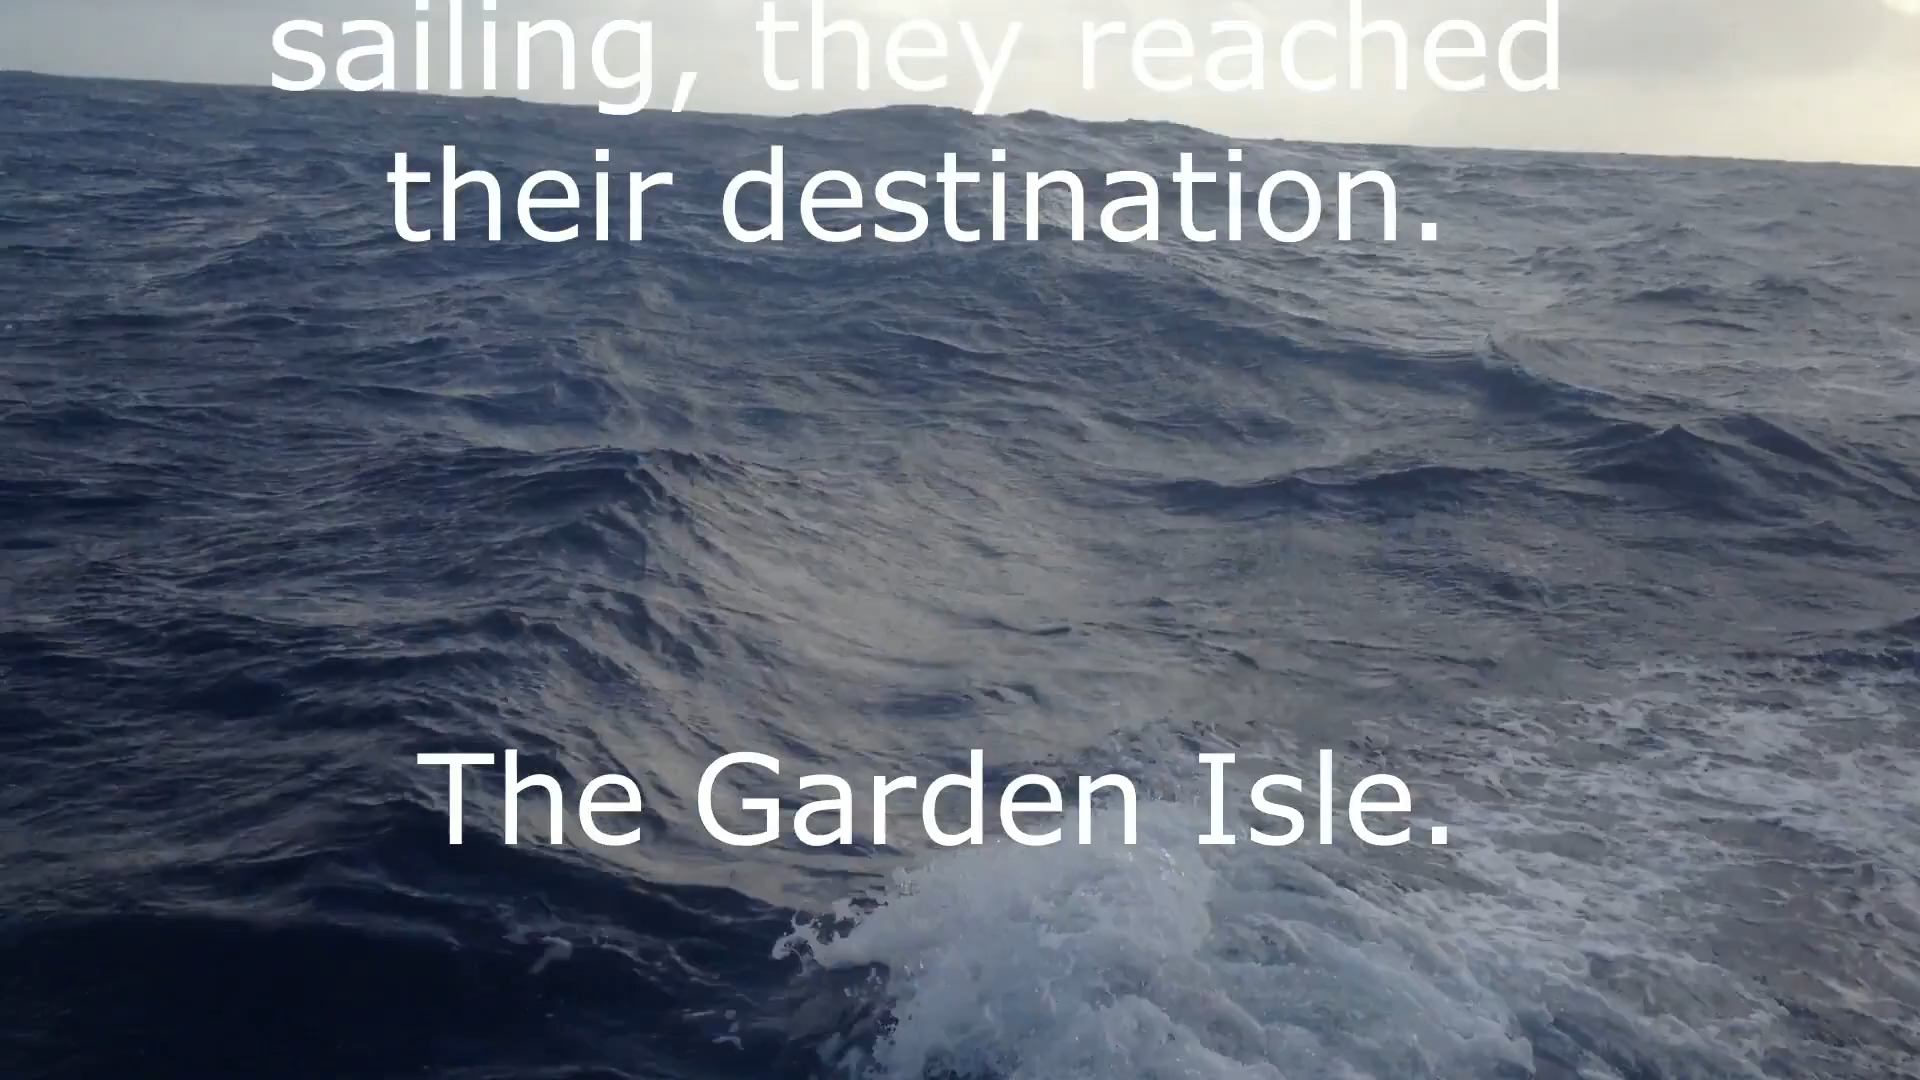 sailing, they reached
their destination.
The Garden Isle.